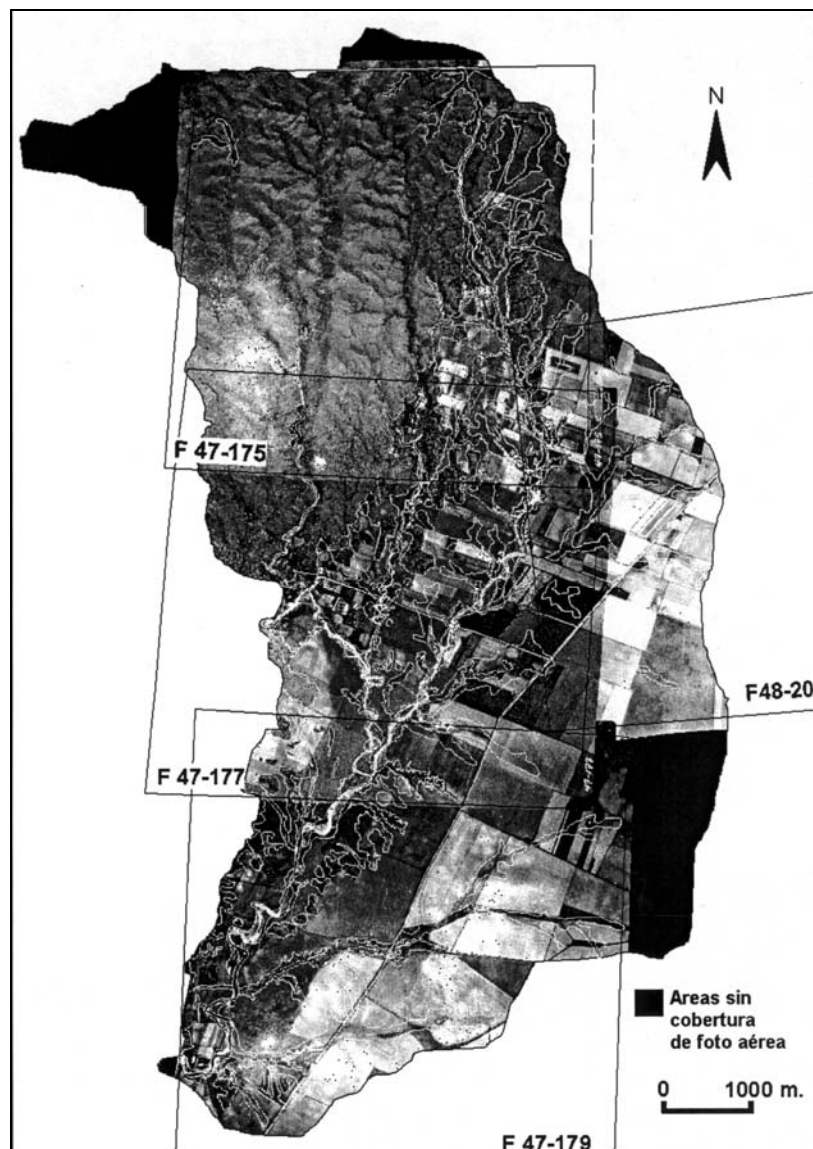 N
F 47-175
F48-20
F 47-177
Areas sin
cobertura
de foto aérea
0 1000 m.
F 47-179